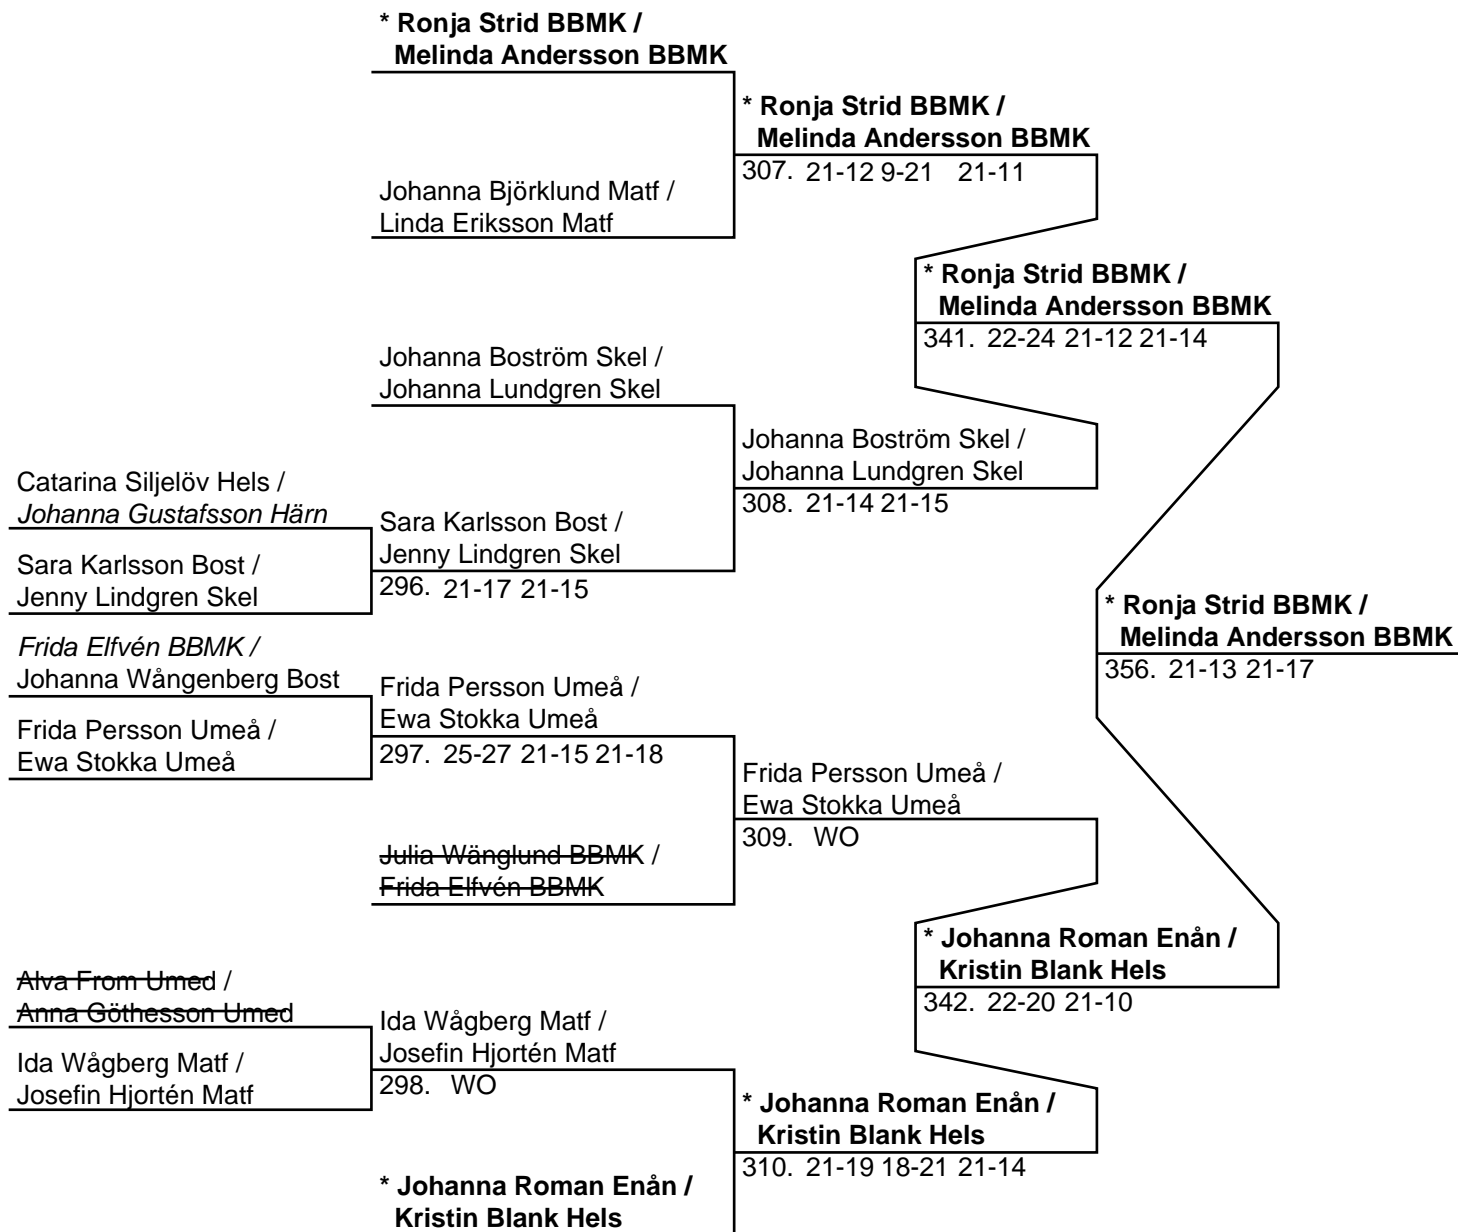 * Ronja Strid BBMK /
Melinda Andersson BBMK
* Ronja Strid BBMK /
Melinda Andersson BBMK
307. 21-12 9-21 21-11
Johanna Björklund Matf /
Linda Eriksson Matf
* Ronja Strid BBMK /
Melinda Andersson BBMK
341. 22-24 21-12 21-14
Johanna Boström Skel /
Johanna Lundgren Skel
Johanna Boström Skel /
Johanna Lundgren Skel
308. 21-14 21-15
Catarina Siljelöv Hels /
Johanna Gustafsson Härn
Sara Karlsson Bost /
Jenny Lindgren Skel
296. 21-17 21-15
Sara Karlsson Bost /
Jenny Lindgren Skel
* Ronja Strid BBMK /
Melinda Andersson BBMK
356. 21-13 21-17
Frida Elfvén BBMK /
Johanna Wångenberg Bost
Frida Persson Umeå /
Ewa Stokka Umeå
297. 25-27 21-15 21-18
Frida Persson Umeå /
Ewa Stokka Umeå
Frida Persson Umeå /
Ewa Stokka Umeå
309. WO
Julia Wänglund BBMK /
Frida Elfvén BBMK
* Johanna Roman Enån /
Kristin Blank Hels
342. 22-20 21-10
Alva From Umed /
Anna Göthesson Umed
Ida Wågberg Matf /
Josefin Hjortén Matf
298. WO
Ida Wågberg Matf /
Josefin Hjortén Matf
* Johanna Roman Enån /
Kristin Blank Hels
310. 21-19 18-21 21-14
* Johanna Roman Enån /
Kristin Blank Hels